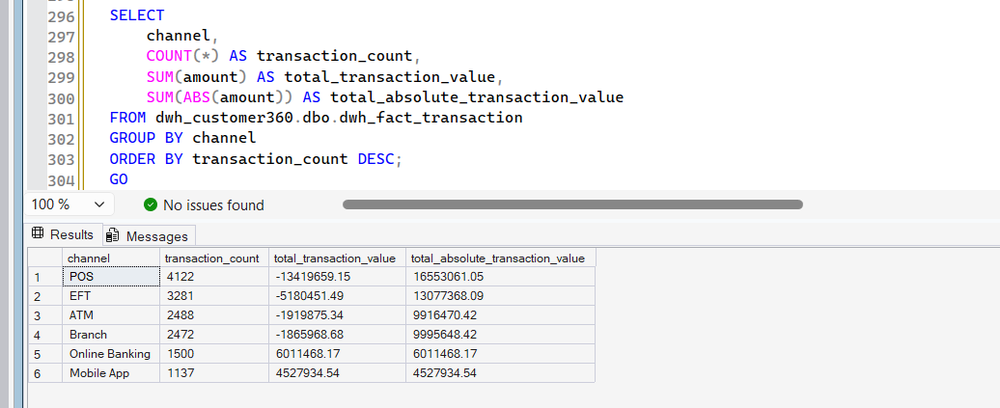 296 SELECT
297 channel,
298 COUNT(*) AS transaction_count,
299 SUM(amount) AS total_transaction_value,
300 SUM(ABS(amount)) AS total_absolute_transaction_value
301 FROM dwh_customer360.dbo.dwh_fact_transaction
302 GROUP BY channel
303 ORDER BY transaction_count DESC;
304 GO
100 % No issues found
Results Messages
channel transaction_count total_transaction_value total_absolute_transaction_value
1 POS 4122 -13419659.15 16553061.05
2 EFT 3281 -5180451.49 13077368.09
3 ATM 2488 -1919875.34 9916470.42
4 Branch 2472 -1865968.68 9995648.42
5 Online Banking 1500 6011468.17 6011468.17
6 Mobile App 1137 4527934.54 4527934.54